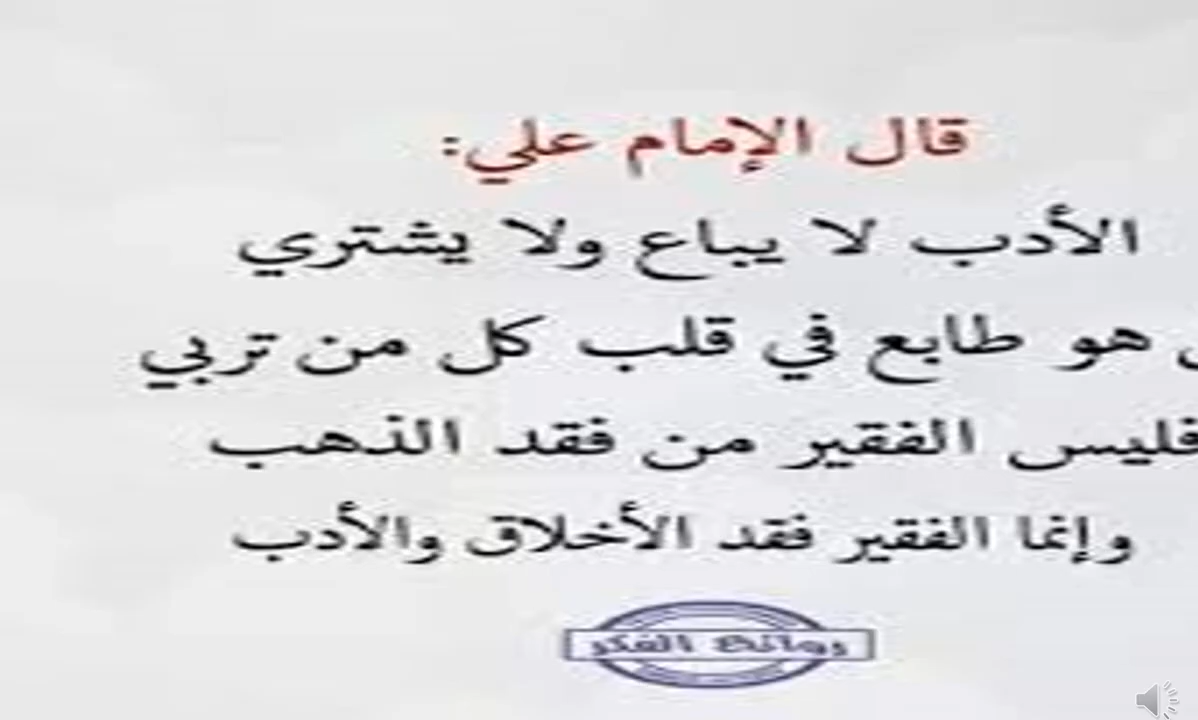 قال الإمام علي:
الأدب لا يباع ولا يشتري
هو طابع في قلب كل من تربي
فليس الفقير من فقد الذهب
وإنما الفقير فقد الأخلاق والأدب
روائع الفكر